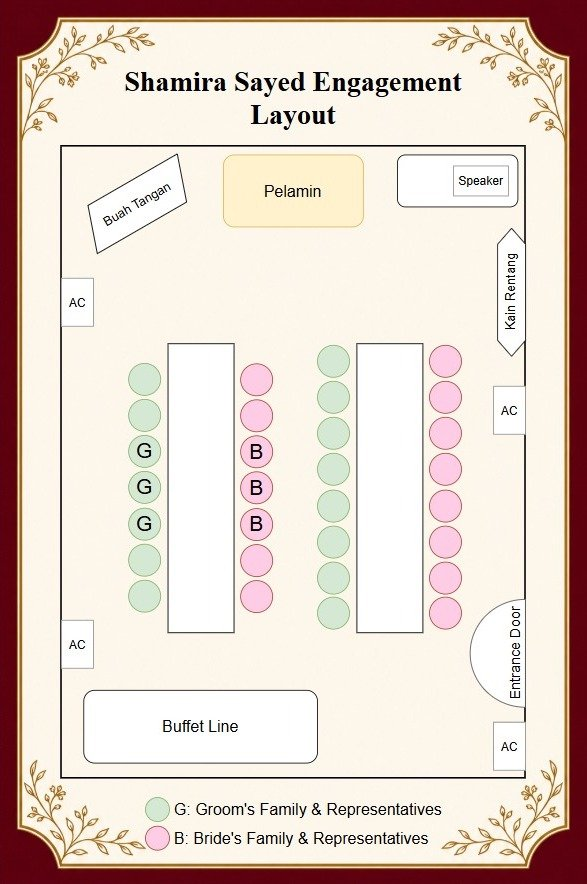 Shamira Sayed Engagement
Layout
Buah Tangan
Pelamin
Speaker
Kain Rentang
AC
AC
G
B
G
B
G
B
Entrance Door
AC
Buffet Line
AC
G: Groom's Family & Representatives
B: Bride's Family & Representatives